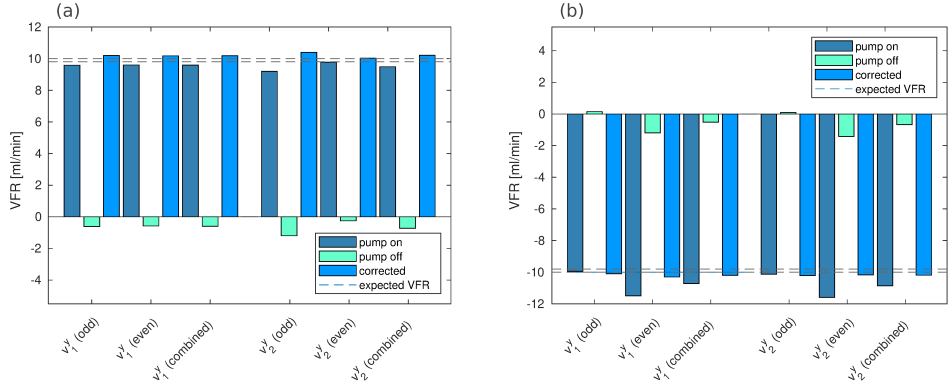 (a)
12
10
8
6
4
2
0
-2
-4
VFR [ml/min]
pump on
pump off
corrected
expected VFR
v₁ʸ (odd)
v₁ʸ (even)
v₁ʸ (combined)
v₂ʸ (odd)
v₂ʸ (even)
v₂ʸ (combined)
(b)
4
2
0
-2
-4
-6
-8
-10
-12
VFR [ml/min]
pump on
pump off
corrected
expected VFR
v₁ʸ (odd)
v₁ʸ (even)
v₁ʸ (combined)
v₂ʸ (odd)
v₂ʸ (even)
v₂ʸ (combined)